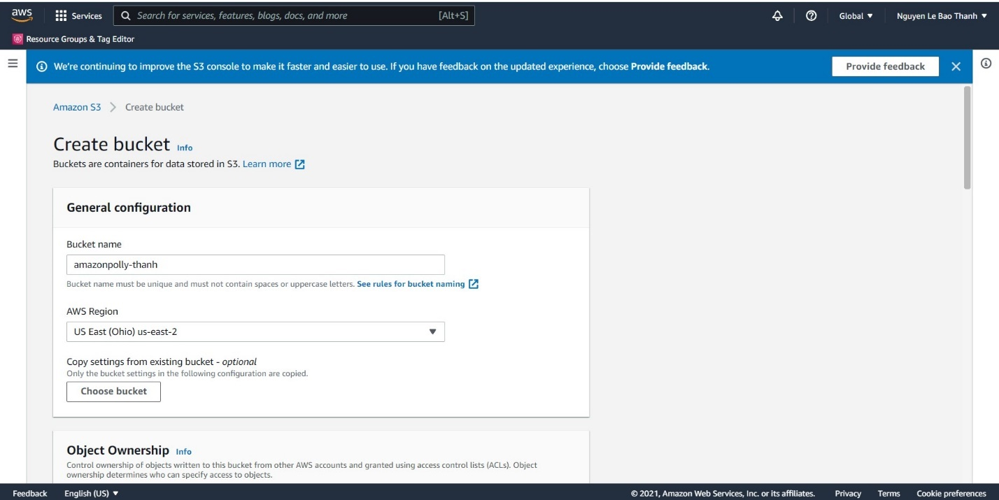 aws
Services
Search for services, features, blogs, docs, and more [Alt+S]
Global ▼
Nguyen Le Bao Thanh ▼
Resource Groups & Tag Editor
We're continuing to improve the S3 console to make it faster and easier to use. If you have feedback on the updated experience, choose Provide feedback.
Provide feedback
Amazon S3 > Create bucket
Create bucket Info
Buckets are containers for data stored in S3. Learn more
General configuration
Bucket name
amazonpolly-thanh
Bucket name must be unique and must not contain spaces or uppercase letters. See rules for bucket naming
AWS Region
US East (Ohio) us-east-2
Copy settings from existing bucket - optional
Only the bucket settings in the following configuration are copied.
Choose bucket
Object Ownership Info
Control ownership of objects written to this bucket from other AWS accounts and granted using access control lists (ACLs). Object
ownership determines who can specify access to objects.
Feedback
English (US) ▼
© 2021, Amazon Web Services, Inc. or its affiliates.
Privacy
Terms
Cookie preferences